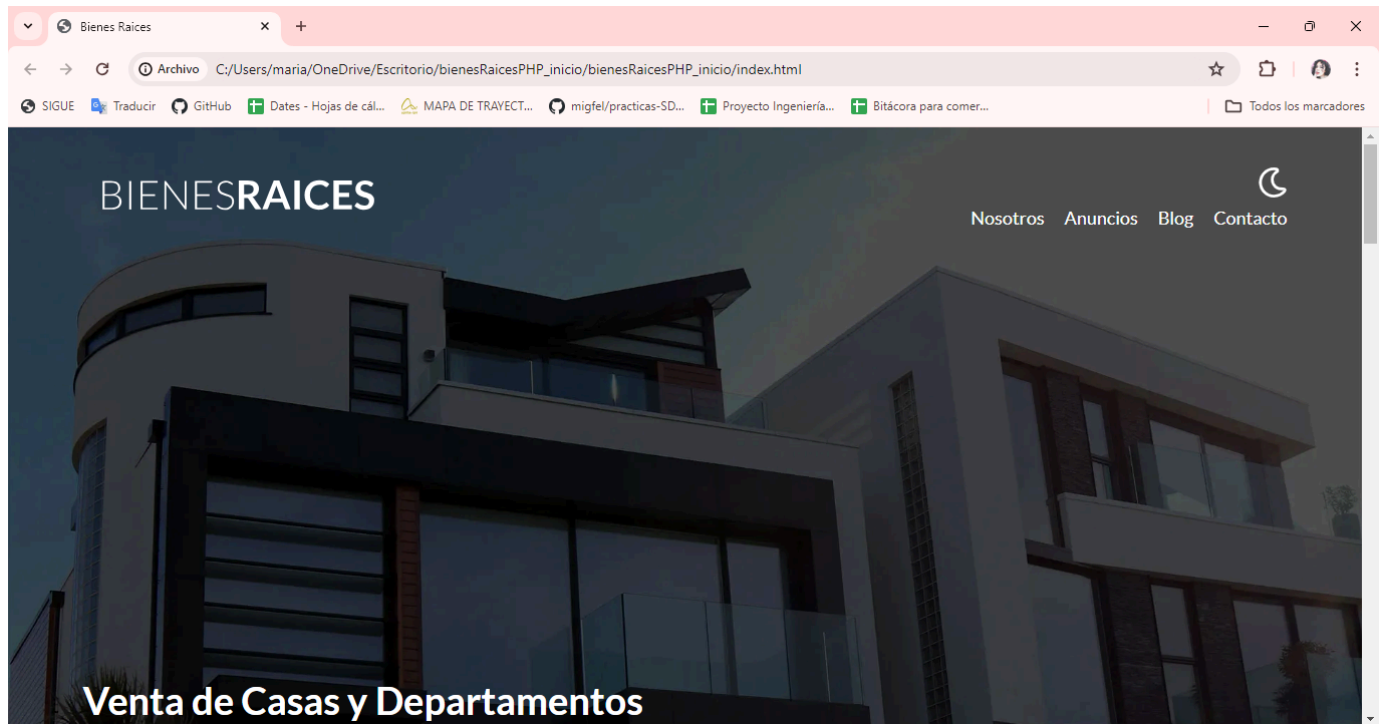 Bienes Raices
Archivo C:/Users/maria/OneDrive/Escritorio/bienesRaicesPHP_inicio/bienesRaicesPHP_inicio/index.html
SIGUE Traducir GitHub Dates - Hojas de cál... MAPA DE TRAYECT... migfel/practicas-SD... Proyecto Ingeniería... Bitácora para comer... Todos los marcadores
BIENESRAICES
Nosotros Anuncios Blog Contacto
Venta de Casas y Departamentos